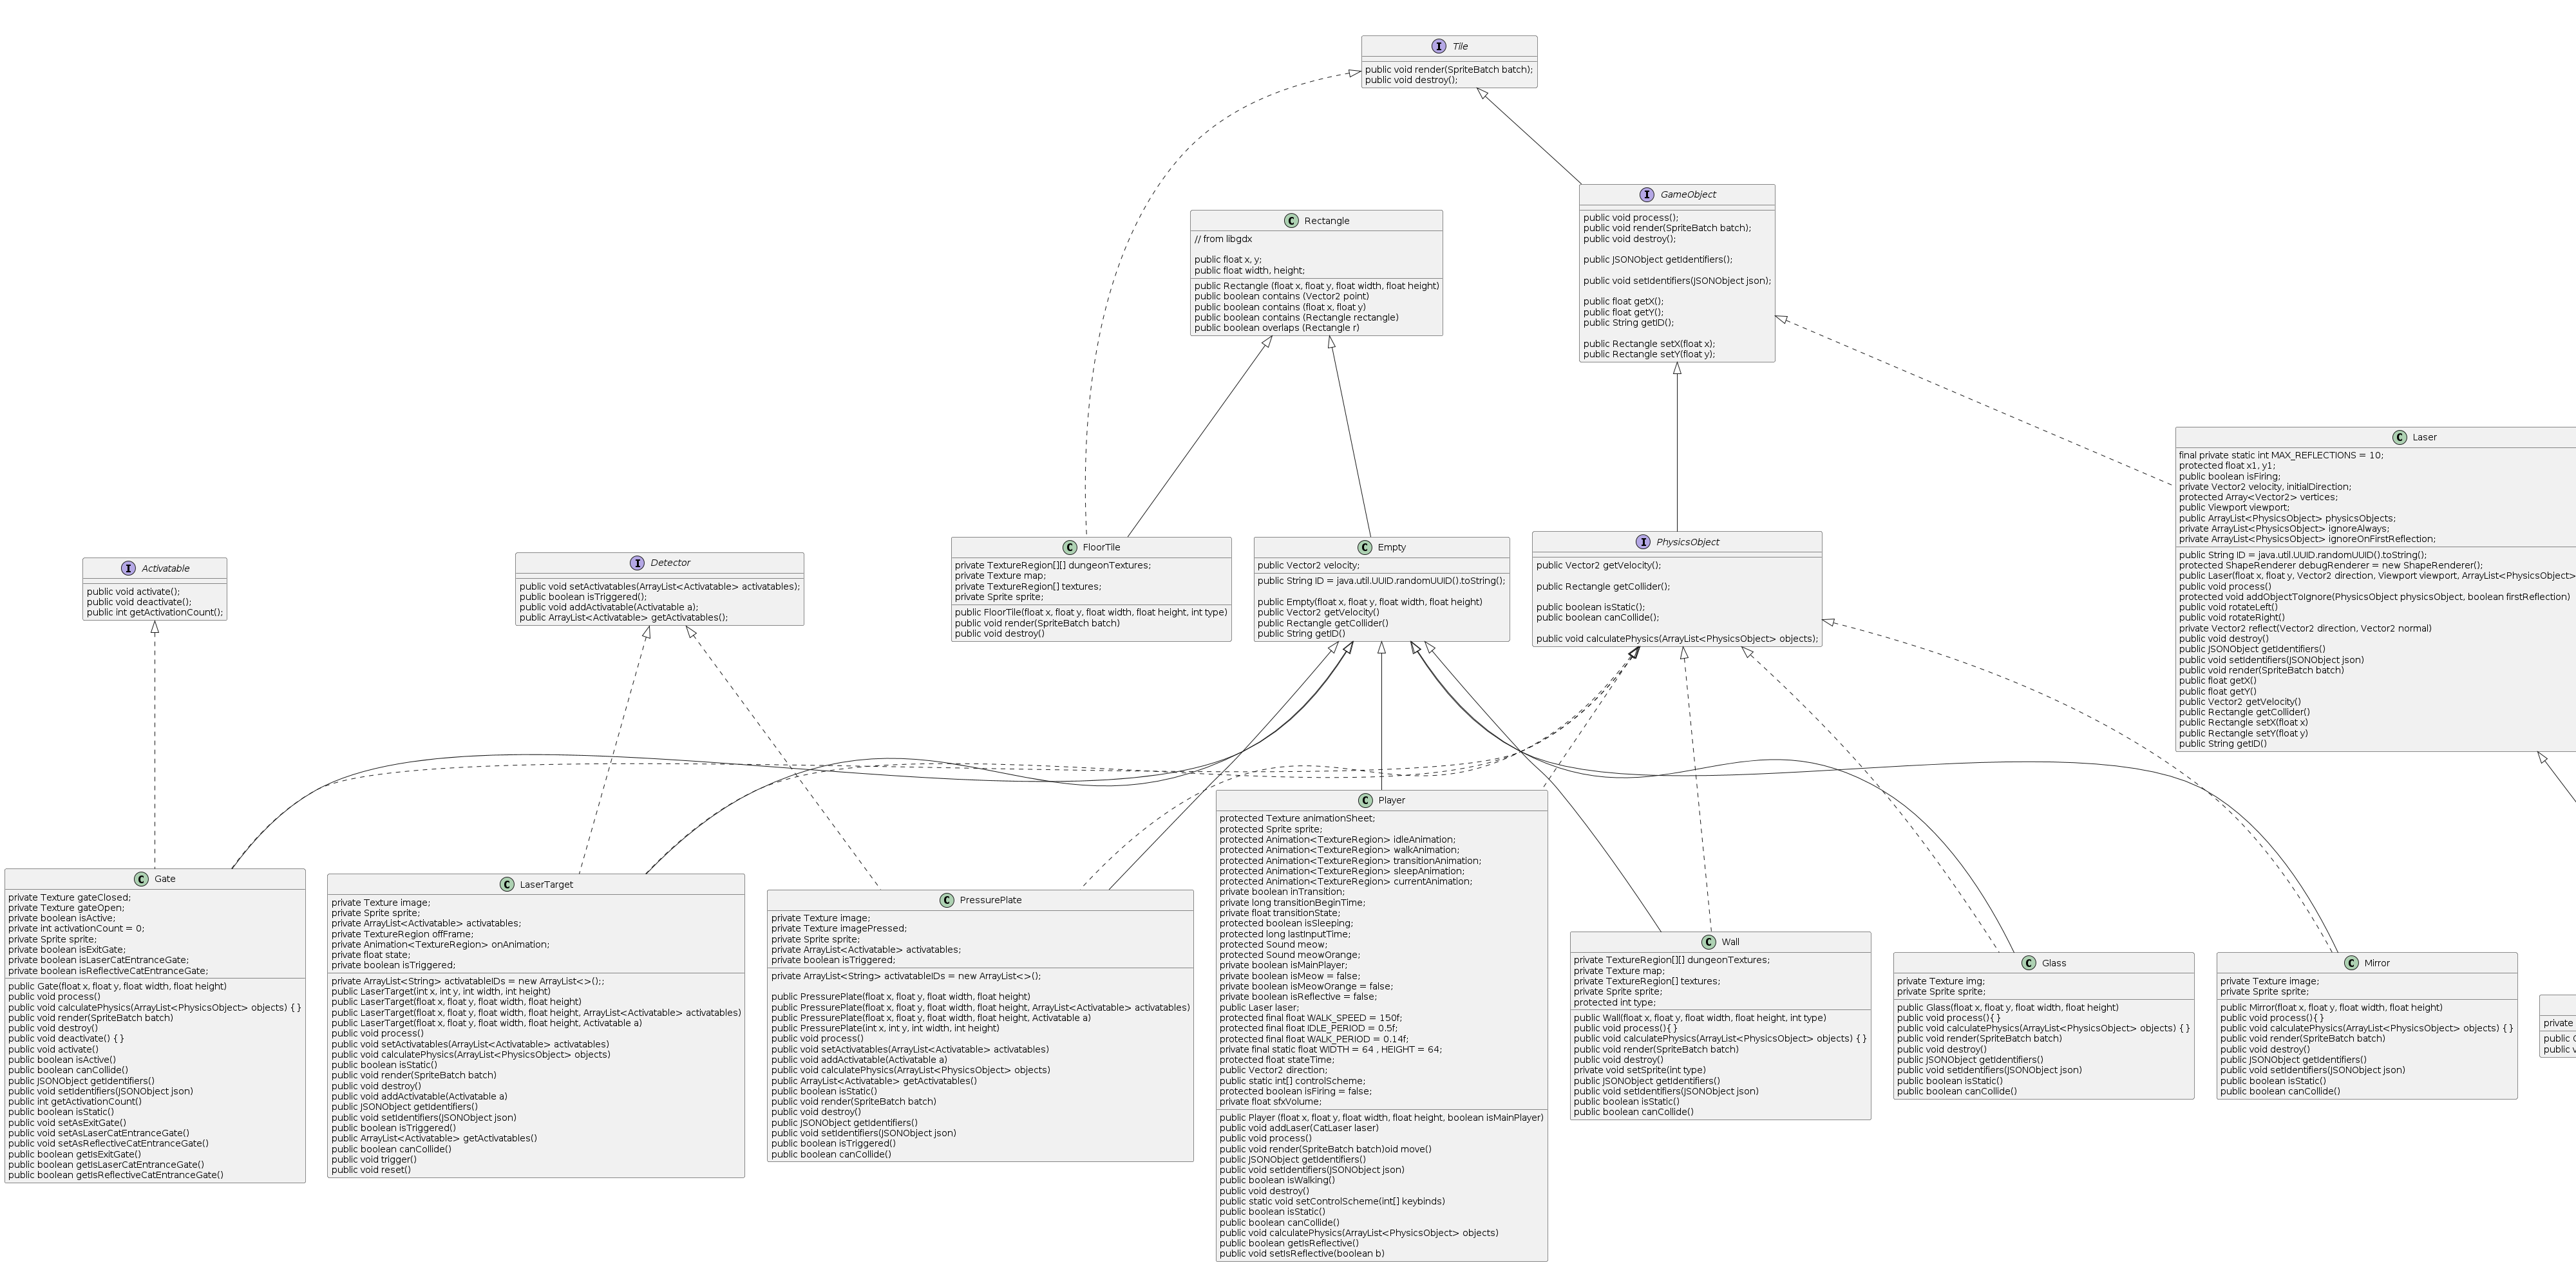 Tile
public void render(SpriteBatch batch);
public void destroy();
GameObject
public void process();
public void render(SpriteBatch batch);
public void destroy();
public JSONObject getIdentifiers();
public void setIdentifiers(JSONObject json);
public float getX();
public float getY();
public String getID();
public Rectangle setX(float x);
public Rectangle setY(float y);
Rectangle
// from libgdx
public float x, y;
public float width, height;
public Rectangle (float x, float y, float width, float height)
public boolean contains (Vector2 point)
public boolean contains (float x, float y)
public boolean contains (Rectangle rectangle)
public boolean overlaps (Rectangle r)
Laser
final private static int MAX_REFLECTIONS = 10;
protected float x1, y1;
public boolean isFiring;
private Vector2 velocity, initialDirection;
protected Array<Vector2> vertices;
public Viewport viewport;
public ArrayList<PhysicsObject> physicsObjects;
private ArrayList<PhysicsObject> ignoreAlways;
private ArrayList<PhysicsObject> ignoreOnFirstReflection;
public String ID = java.util.UUID.randomUUID().toString();
protected ShapeRenderer debugRenderer = new ShapeRenderer();
public Laser(float x, float y, Vector2 direction, Viewport viewport, ArrayList<PhysicsObject>
public void process()
protected void addObjectToIgnore(PhysicsObject physicsObject, boolean firstReflection)
public void rotateLeft()
public void rotateRight()
private Vector2 reflect(Vector2 direction, Vector2 normal)
public void destroy()
public JSONObject getIdentifiers()
public void setIdentifiers(JSONObject json)
public void render(SpriteBatch batch)
public float getX()
public float getY()
public Vector2 getVelocity()
public Rectangle getCollider()
public Rectangle setX(float x)
public Rectangle setY(float y)
public String getID()
Activatable
public void activate();
public void deactivate();
public int getActivationCount();
Detector
public void setActivatables(ArrayList<Activatable> activatables);
public boolean isTriggered();
public void addActivatable(Activatable a);
public ArrayList<Activatable> getActivatables();
FloorTile
private TextureRegion[][] dungeonTextures;
private Texture map;
private TextureRegion[] textures;
private Sprite sprite;
public FloorTile(float x, float y, float width, float height, int type)
public void render(SpriteBatch batch)
public void destroy()
Empty
public Vector2 velocity;
public String ID = java.util.UUID.randomUUID().toString();
public Empty(float x, float y, float width, float height)
public Vector2 getVelocity()
public Rectangle getCollider()
public String getID()
PhysicsObject
public Vector2 getVelocity();
public Rectangle getCollider();
public boolean isStatic();
public boolean canCollide();
public void calculatePhysics(ArrayList<PhysicsObject> objects);
Gate
private Texture gateClosed;
private Texture gateOpen;
private boolean isActive;
private int activationCount = 0;
private Sprite sprite;
private boolean isExitGate;
private boolean isLaserCatEntranceGate;
private boolean isReflectiveCatEntranceGate;
public Gate(float x, float y, float width, float height)
public void process()
public void calculatePhysics(ArrayList<PhysicsObject> objects) { }
public void render(SpriteBatch batch)
public void destroy()
public void deactivate() { }
public void activate()
public boolean isActive()
public boolean canCollide()
public JSONObject getIdentifiers()
public void setIdentifiers(JSONObject json)
public int getActivationCount()
public boolean isStatic()
public void setAsExitGate()
public void setAsLaserCatEntranceGate()
public void setAsReflectiveCatEntranceGate()
public boolean getIsExitGate()
public boolean getIsLaserCatEntranceGate()
public boolean getIsReflectiveCatEntranceGate()
LaserTarget
private Texture image;
private Sprite sprite;
private ArrayList<Activatable> activatables;
private TextureRegion offFrame;
private Animation<TextureRegion> onAnimation;
private float state;
private boolean isTriggered;
private ArrayList<String> activatableIDs = new ArrayList<>();;
public LaserTarget(int x, int y, int width, int height)
public LaserTarget(float x, float y, float width, float height)
public LaserTarget(float x, float y, float width, float height, ArrayList<Activatable> activatables)
public LaserTarget(float x, float y, float width, float height, Activatable a)
public void process()
public void setActivatables(ArrayList<Activatable> activatables)
public void calculatePhysics(ArrayList<PhysicsObject> objects)
public boolean isStatic()
public void render(SpriteBatch batch)
public void destroy()
public void addActivatable(Activatable a)
public JSONObject getIdentifiers()
public void setIdentifiers(JSONObject json)
public boolean isTriggered()
public ArrayList<Activatable> getActivatables()
public boolean canCollide()
public void trigger()
public void reset()
PressurePlate
private Texture image;
private Texture imagePressed;
private Sprite sprite;
private ArrayList<Activatable> activatables;
private boolean isTriggered;
private ArrayList<String> activatableIDs = new ArrayList<>();
public PressurePlate(float x, float y, float width, float height)
public PressurePlate(float x, float y, float width, float height, ArrayList<Activatable> activatables)
public PressurePlate(float x, float y, float width, float height, Activatable a)
public PressurePlate(int x, int y, int width, int height)
public void process()
public void setActivatables(ArrayList<Activatable> activatables)
public void addActivatable(Activatable a)
public void calculatePhysics(ArrayList<PhysicsObject> objects)
public ArrayList<Activatable> getActivatables()
public boolean isStatic()
public void render(SpriteBatch batch)
public void destroy()
public JSONObject getIdentifiers()
public void setIdentifiers(JSONObject json)
public boolean isTriggered()
public boolean canCollide()
Player
protected Texture animationSheet;
protected Sprite sprite;
protected Animation<TextureRegion> idleAnimation;
protected Animation<TextureRegion> walkAnimation;
protected Animation<TextureRegion> transitionAnimation;
protected Animation<TextureRegion> sleepAnimation;
protected Animation<TextureRegion> currentAnimation;
private boolean inTransition;
private long transitionBeginTime;
private float transitionState;
protected boolean isSleeping;
protected long lastInputTime;
protected Sound meow;
protected Sound meowOrange;
private boolean isMainPlayer;
private boolean isMeow = false;
private boolean isMeowOrange = false;
private boolean isReflective = false;
public Laser laser;
protected final float WALK_SPEED = 150f;
protected final float IDLE_PERIOD = 0.5f;
protected final float WALK_PERIOD = 0.14f;
private final static float WIDTH = 64 , HEIGHT = 64;
protected float stateTime;
public Vector2 direction;
public static int[] controlScheme;
protected boolean isFiring = false;
private float sfxVolume;
public Player (float x, float y, float width, float height, boolean isMainPlayer)
public void addLaser(CatLaser laser)
public void process()
public void render(SpriteBatch batch)oid move()
public JSONObject getIdentifiers()
public void setIdentifiers(JSONObject json)
public boolean isWalking()
public void destroy()
public static void setControlScheme(int[] keybinds)
public boolean isStatic()
public boolean canCollide()
public void calculatePhysics(ArrayList<PhysicsObject> objects)
public boolean getIsReflective()
public void setIsReflective(boolean b)
Wall
private TextureRegion[][] dungeonTextures;
private Texture map;
private TextureRegion[] textures;
private Sprite sprite;
protected int type;
public Wall(float x, float y, float width, float height, int type)
public void process(){ }
public void calculatePhysics(ArrayList<PhysicsObject> objects) { }
public void render(SpriteBatch batch)
public void destroy()
private void setSprite(int type)
public JSONObject getIdentifiers()
public void setIdentifiers(JSONObject json)
public boolean isStatic()
public boolean canCollide()
Glass
private Texture img;
private Sprite sprite;
public Glass(float x, float y, float width, float height)
public void process(){ }
public void calculatePhysics(ArrayList<PhysicsObject> objects) { }
public void render(SpriteBatch batch)
public void destroy()
public JSONObject getIdentifiers()
public void setIdentifiers(JSONObject json)
public boolean isStatic()
public boolean canCollide()
Mirror
private Texture image;
private Sprite sprite;
public Mirror(float x, float y, float width, float height)
public void process(){ }
public void calculatePhysics(ArrayList<PhysicsObject> objects) { }
public void render(SpriteBatch batch)
public void destroy()
public JSONObject getIdentifiers()
public void setIdentifiers(JSONObject json)
public boolean isStatic()
public boolean canCollide()
private
public
public